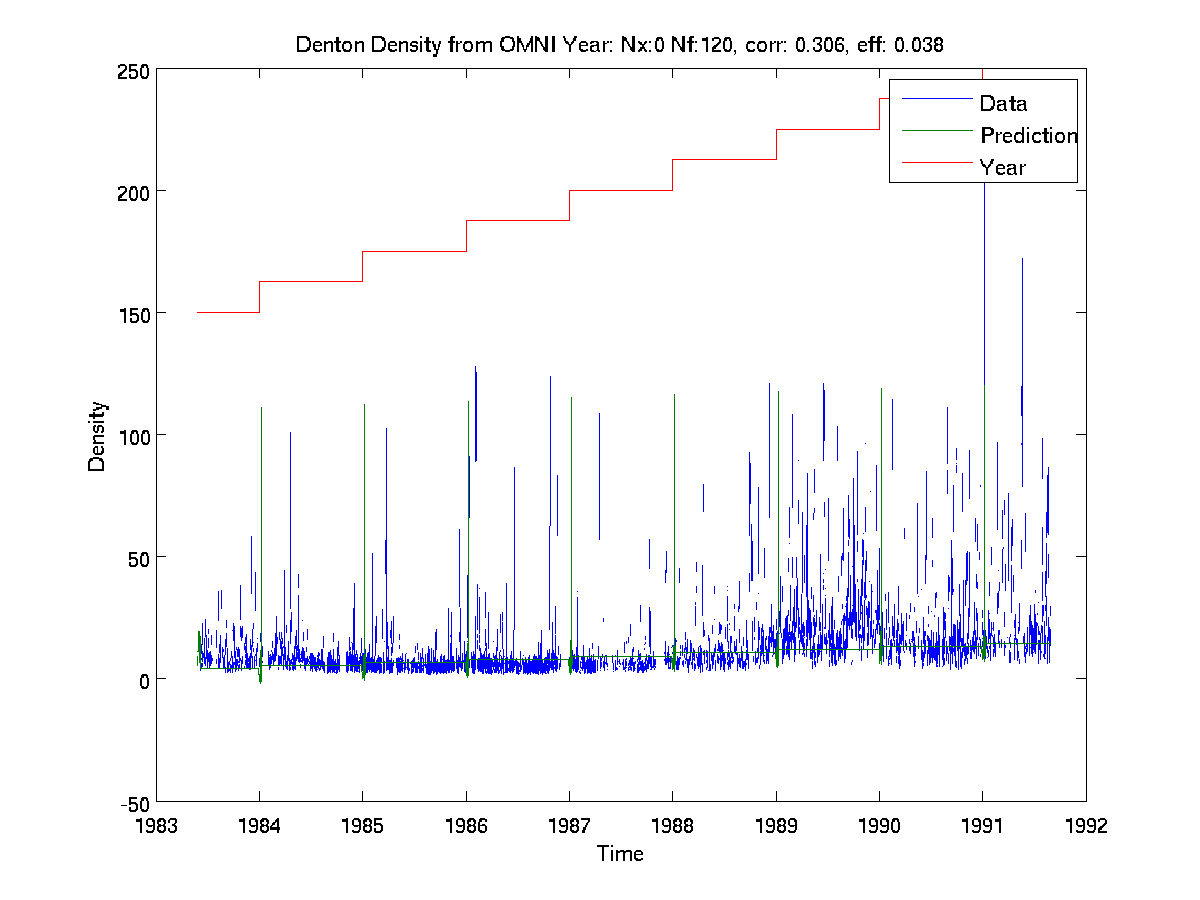 Denton Density from OMNI Year: Nx:0 Nf:120, corr: 0.306, eff: 0.038
250
200
150
100
50
0
-50
Density
Data
Prediction
Year
1983 1984 1985 1986 1987 1988 1989 1990 1991 1992
Time